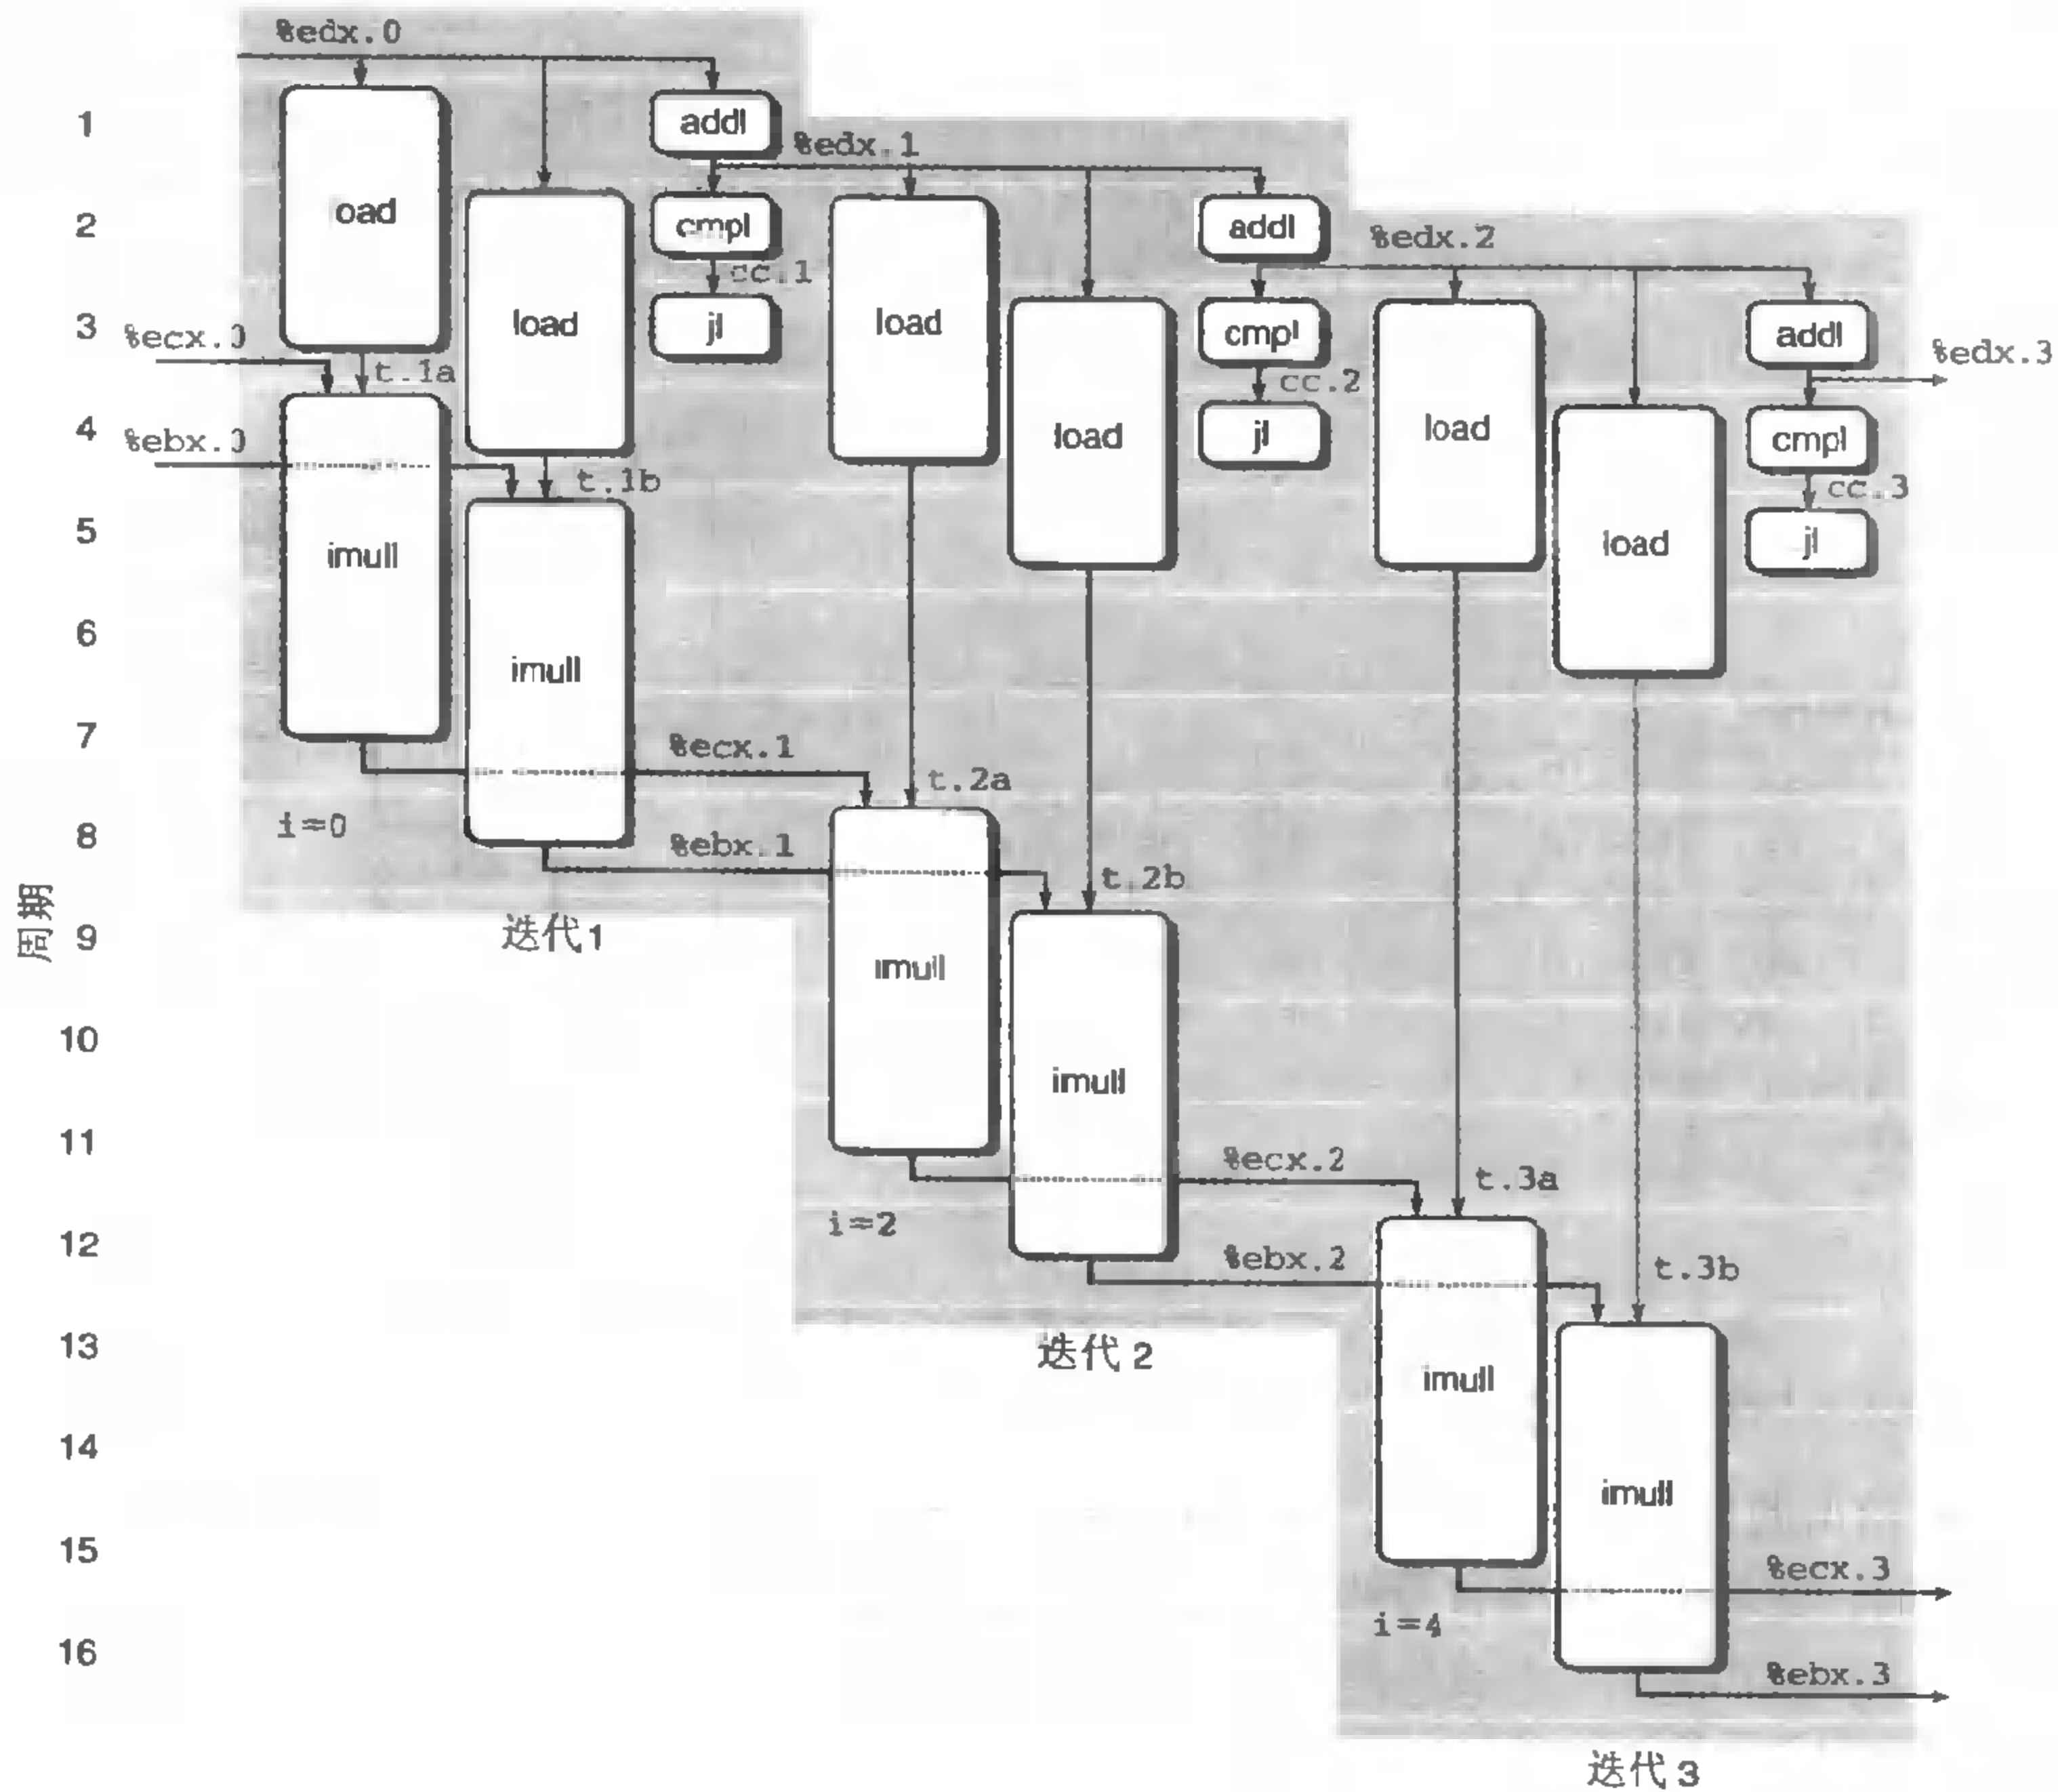 %edx.0
1
addl
%edx.1
load
2
oad
cmpl
addl
%edx.2
cc.1
3
load
jl
load
cmpl
addl
%ecx.0
%edx.3
t.1a
cc.2
4
load
jl
load
cmpl
%ebx.0
t.1b
cc.3
5
imull
load
jl
6
imull
7
%ecx.1
t.2a
i=0
8
%ebx.1
t.2b
周期
9
迭代1
imull
10
imull
11
%ecx.2
t.3a
i=2
12
%ebx.2
t.3b
13
迭代 2
imull
14
imull
15
%ecx.3
i=4
16
%ebx.3
迭代 3